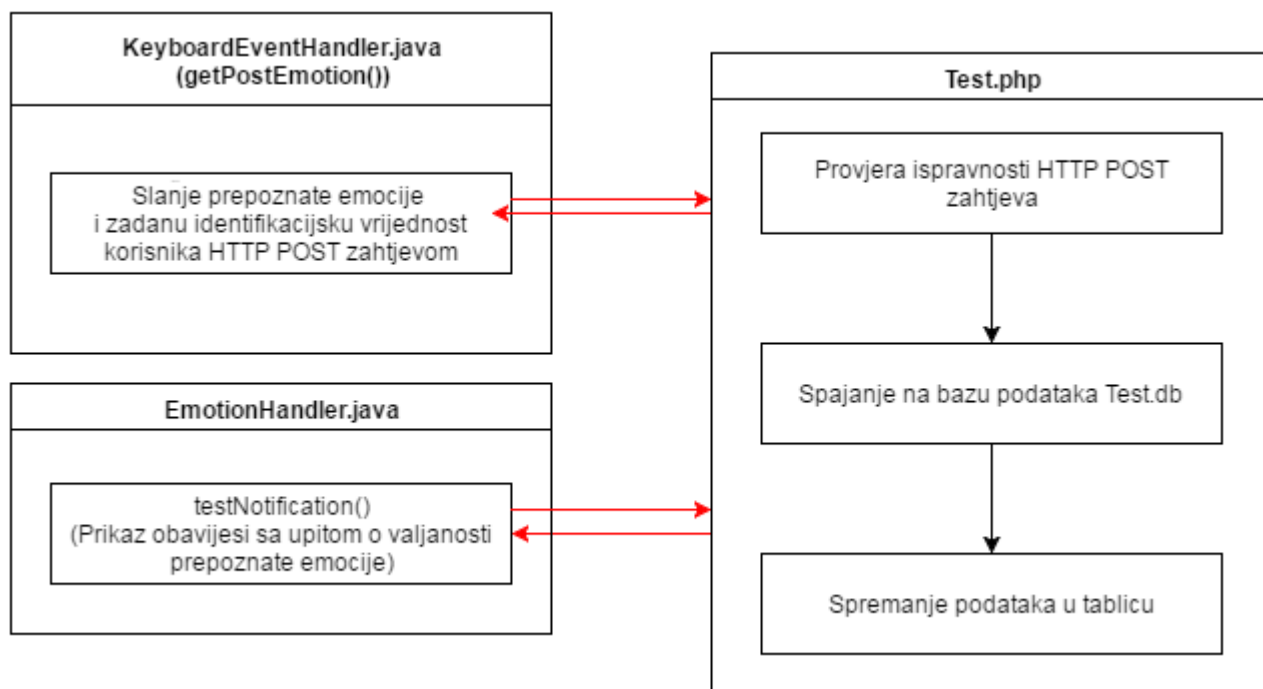 KeyboardEventHandler.java
(getPostEmotion())
Slanje prepoznate emocije
i zadanu identifikacijsku vrijednost
korisnika HTTP POST zahtjevom
EmotionHandler.java
testNotification()
(Prikaz obavijesi sa upitom o valjanosti
prepoznate emocije)
Test.php
Provjera ispravnosti HTTP POST
zahtjeva
Spajanje na bazu podataka Test.db
Spremanje podataka u tablicu